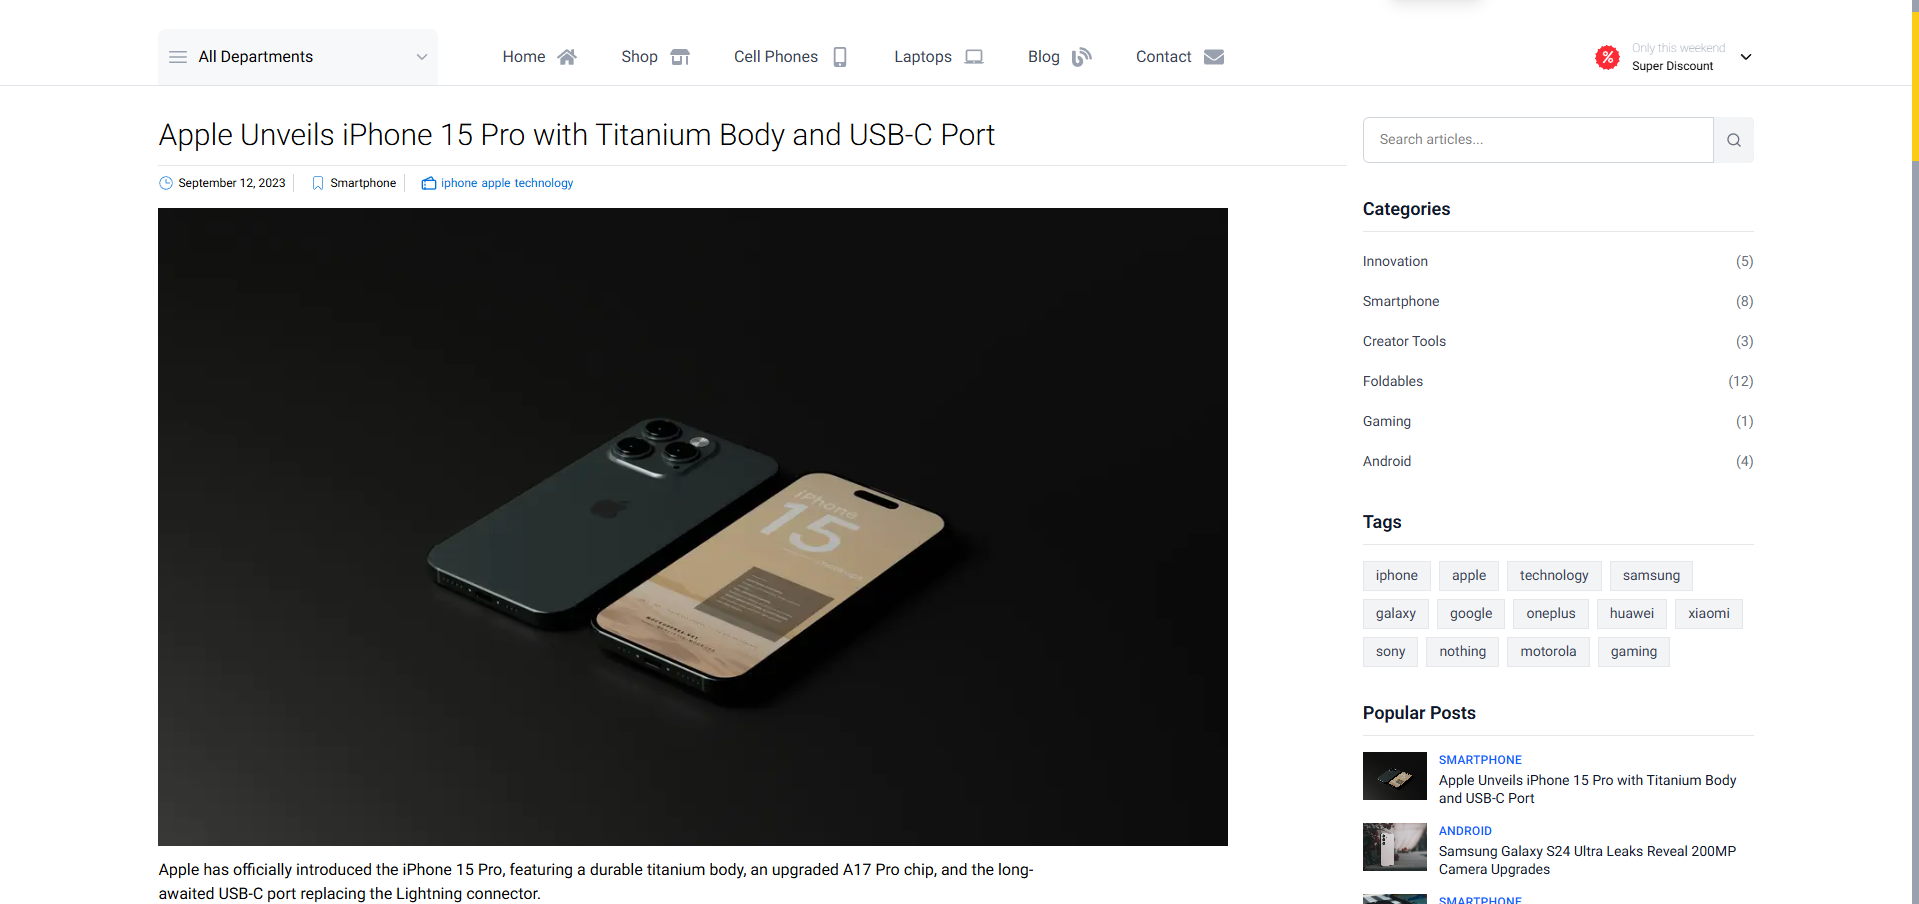 All Departments
Home
Shop
Cell Phones
Laptops
Blog
Contact
Only this weekend
Super Discount
Apple Unveils iPhone 15 Pro with Titanium Body and USB-C Port
September 12, 2023
Smartphone
iphone apple technology
iPhone
15
Apple has officially introduced the iPhone 15 Pro, featuring a durable titanium body, an upgraded A17 Pro chip, and the long-
awaited USB-C port replacing the Lightning connector.
Search articles...
Categories
Innovation (5)
Smartphone (8)
Creator Tools (3)
Foldables (12)
Gaming (1)
Android (4)
Tags
iphone apple technology samsung
galaxy google oneplus huawei xiaomi
sony nothing motorola gaming
Popular Posts
SMARTPHONE
Apple Unveils iPhone 15 Pro with Titanium Body
and USB-C Port
ANDROID
Samsung Galaxy S24 Ultra Leaks Reveal 200MP
Camera Upgrades
SMARTPHONE